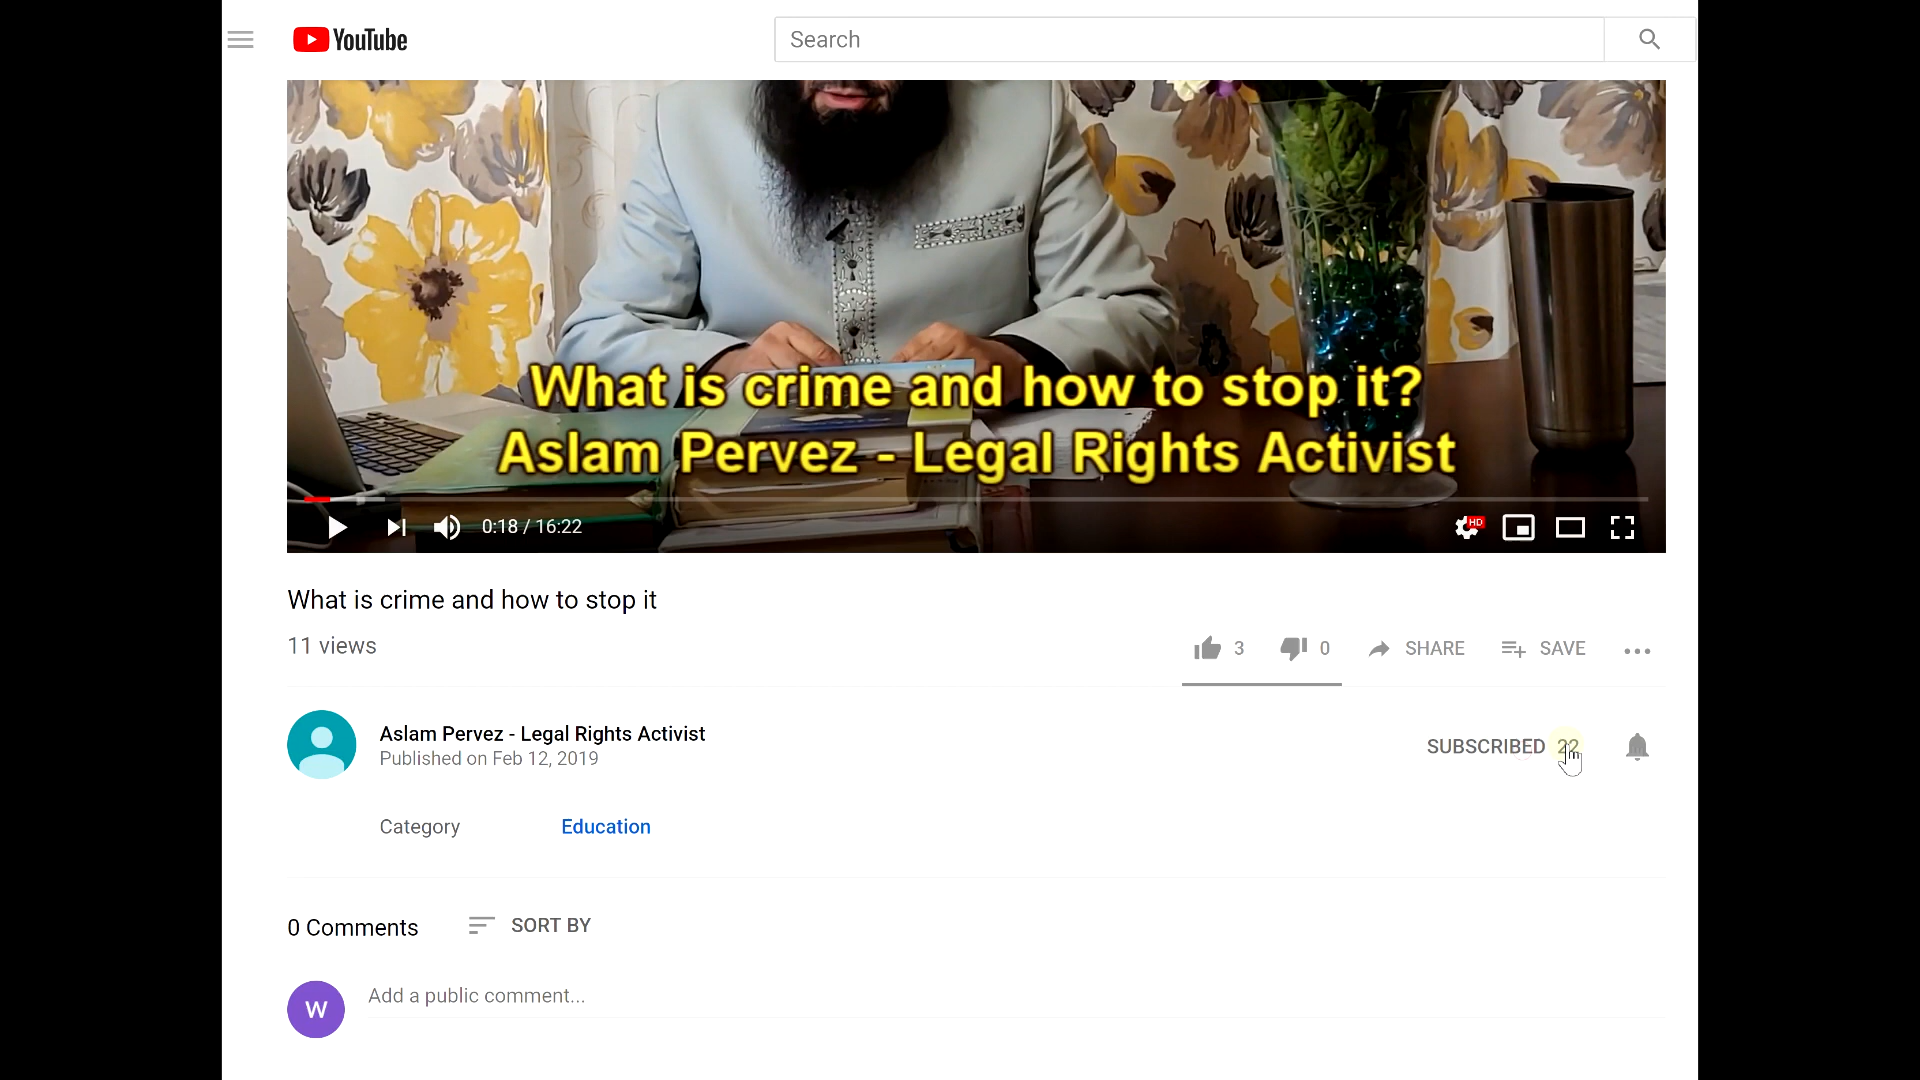 YouTube
Search
What is crime and how to stop it?
Aslam Pervez - Legal Rights Activist
0:18 / 16:22
HD
What is crime and how to stop it
11 views
3
0
SHARE
SAVE
Aslam Pervez - Legal Rights Activist
Published on Feb 12, 2019
SUBSCRIBED 22
Category
Education
0 Comments
SORT BY
W
Add a public comment...